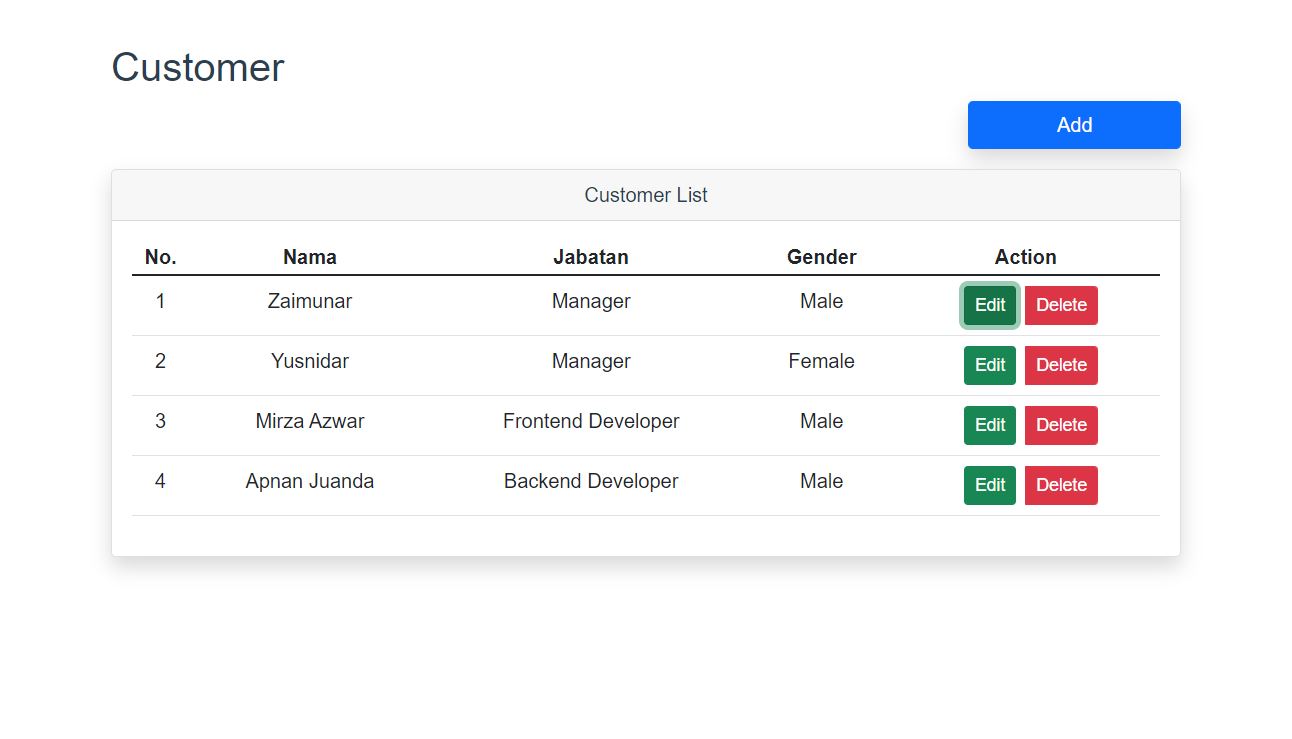 Customer
Add
Customer List
No. Nama Jabatan Gender Action
1 Zaimunar Manager Male Edit Delete
2 Yusnidar Manager Female Edit Delete
3 Mirza Azwar Frontend Developer Male Edit Delete
4 Apnan Juanda Backend Developer Male Edit Delete